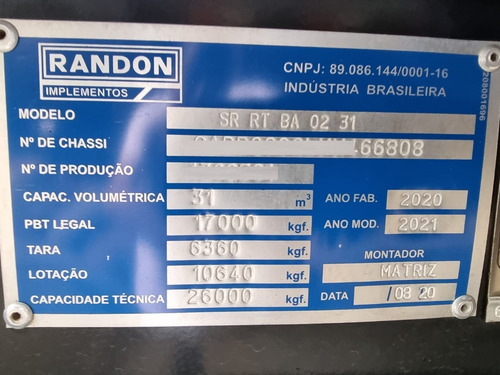 RANDON
IMPLEMENTOS
CNPJ: 89.086.144/0001-16
INDÚSTRIA BRASILEIRA
208001696
MODELO SR RT BA 02 31
Nº DE CHASSI -66808
Nº DE PRODUÇÃO
CAPAC. VOLUMÉTRICA 31 m³ ANO FAB. 2020
PBT LEGAL 17000 kgf. ANO MOD. 2021
TARA 6360 kgf. MONTADOR
LOTAÇÃO 10640 kgf. MATRIZ
CAPACIDADE TÉCNICA 26000 kgf. DATA /03 20